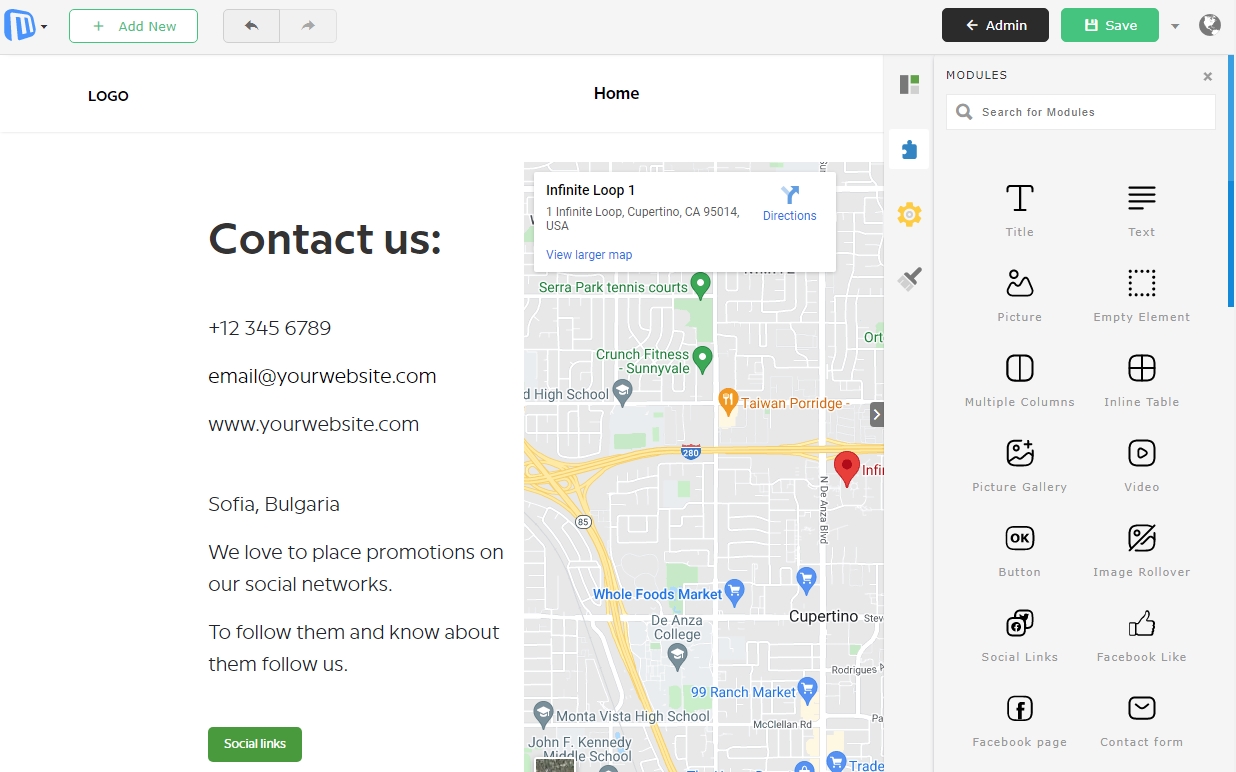 Add New
Admin
Save
LOGO
Home
MODULES
Search for Modules
Title
Text
Picture
Empty Element
Multiple Columns
Inline Table
Picture Gallery
Video
Button
OK
Image Rollover
Social Links
Facebook Like
Facebook page
Contact form
Contact us:
+12 345 6789
email@yourwebsite.com
www.yourwebsite.com
Sofia, Bulgaria
We love to place promotions on
our social networks.
To follow them and know about
them follow us.
Social links
Infinite Loop 1
1 Infinite Loop, Cupertino, CA 95014,
USA
Directions
View larger map
Serra Park tennis courts
Crunch Fitness
- Sunnyvale
d High School
Taiwan Porridge -
280
Infi
N De Anza Blvd
85
Whole Foods Market
Cupertino
Stev
De Anza
College
Rodrigues A
99 Ranch Market
Monta Vista High School
McClellan Rd
Pa
John F. Kennedy
Middle School
Trade
Ort